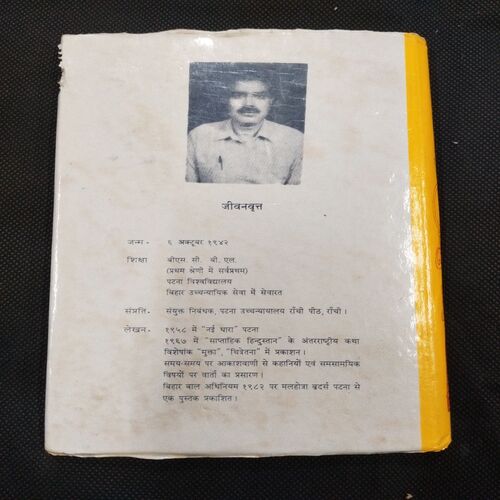 जीवनवृत्त
जन्म - ६ अक्टूबर १९४२
शिक्षा बीएस. सी. बी. एल.
(प्रथम श्रेणी में सर्वप्रथम)
पटना विश्वविद्यालय
बिहार उच्चन्यायिक सेवा में सेवारत
संप्रति- संयुक्त निबंधक, पटना उच्चन्यायालय राँची पीठ, राँची ।
लेखन- १९५८ में "नई धारा" पटना
१९६७ में "साप्ताहिक हिन्दुस्तान" के अंतरराष्ट्रीय कथा
विशेषांक "मुक्ता", "चित्रेतना" में प्रकाशन ।
समय-समय पर आकाशवाणी से कहानियाँ एवं समसामयिक
विषयों पर वार्ता का प्रसारण ।
बिहार बाल अधिनियम १९८२ पर मलहोत्रा ब्रदर्स पटना से
एक पुस्तक प्रकाशित ।